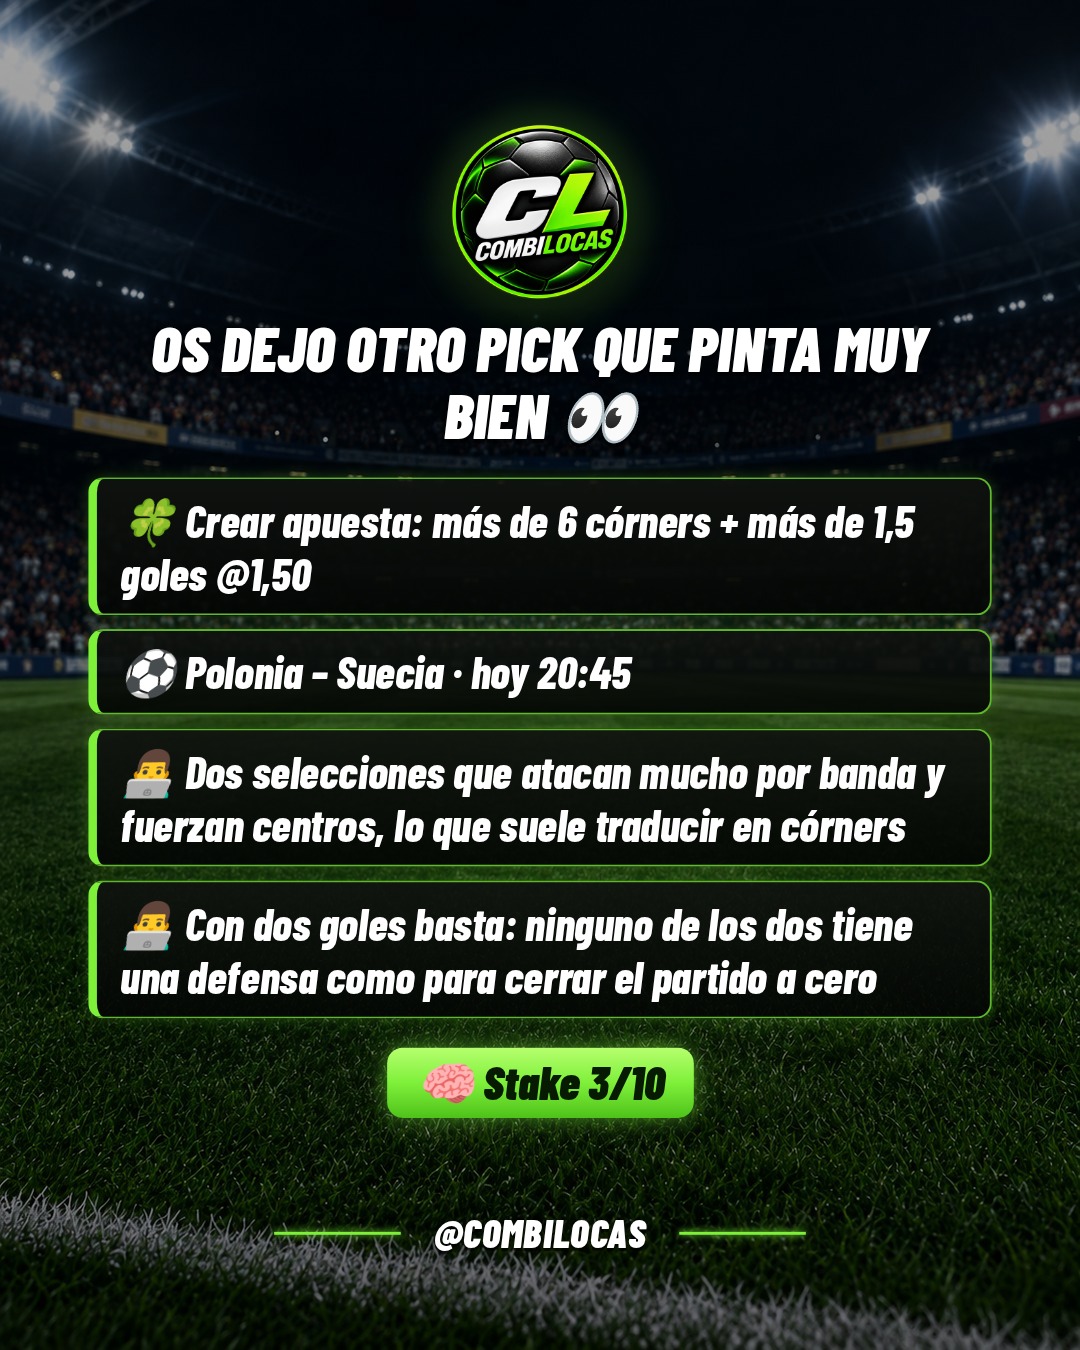 CL
COMBILOCAS
OS DEJO OTRO PICK QUE PINTA MUY
BIEN 👀
🍀 Crear apuesta: más de 6 córners + más de 1,5
goles @1,50
⚽ Polonia – Suecia · hoy 20:45
👨‍💻 Dos selecciones que atacan mucho por banda y
fuerzan centros, lo que suele traducir en córners
👨‍💻 Con dos goles basta: ninguno de los dos tiene
una defensa como para cerrar el partido a cero
🧠 Stake 3/10
@COMBILOCAS